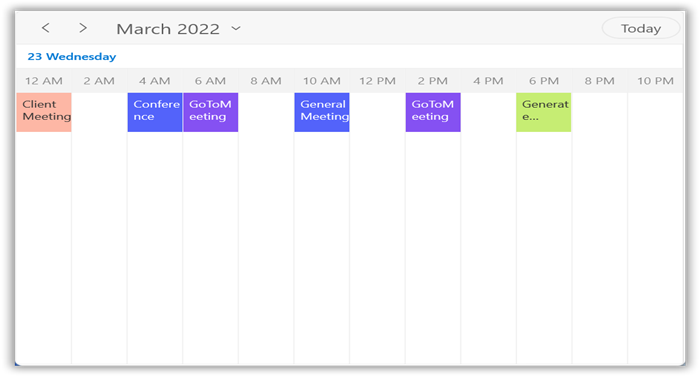 March 2022
Today
23 Wednesday
12 AM 2 AM 4 AM 6 AM 8 AM 10 AM 12 PM 2 PM 4 PM 6 PM 8 PM 10 PM
Client
Meeting
Confere
nce
GoToM
eeting
General
Meeting
GoToM
eeting
Generat
e...